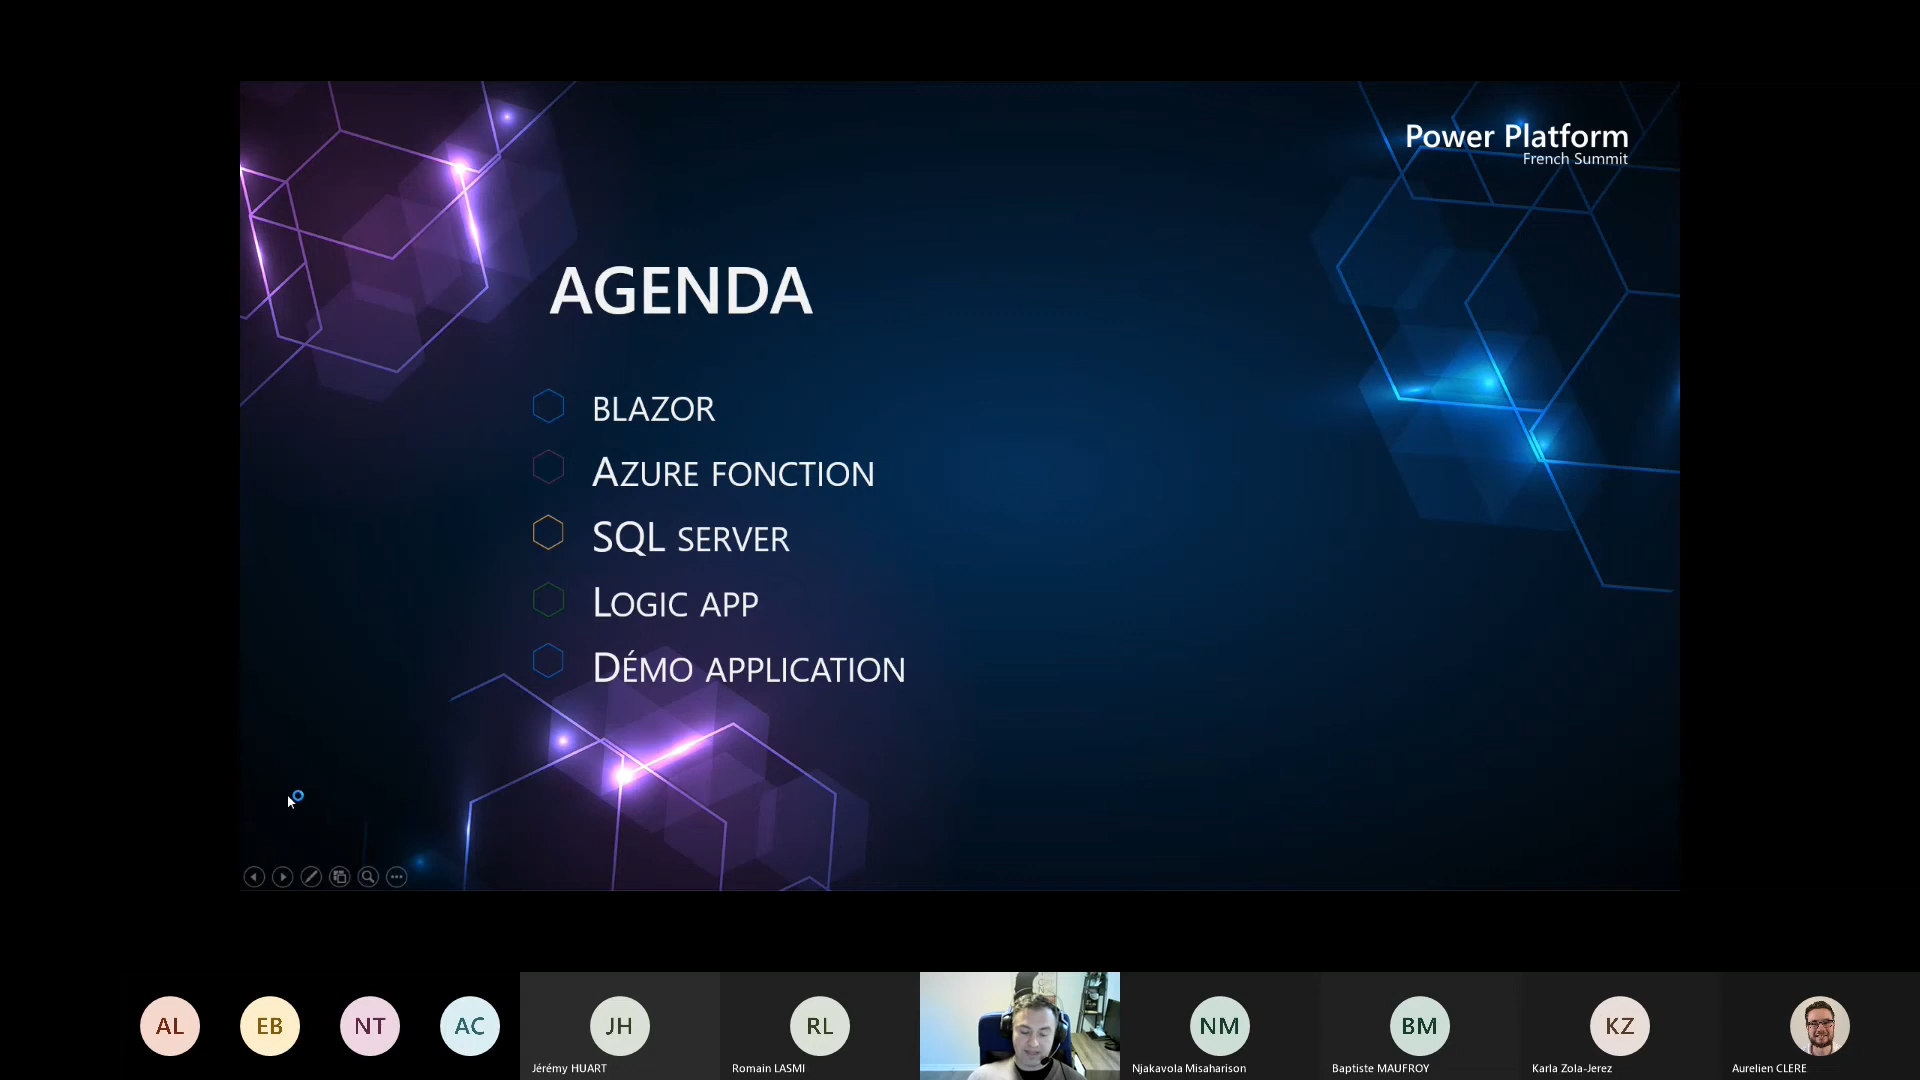 Power Platform
French Summit
AGENDA
BLAZOR
AZURE FONCTION
SQL SERVER
LOGIC APP
DÉMO APPLICATION
AL
EB
NT
AC
JH
RL
NM
BM
KZ
Jérémy HUART
Romain LASMI
Njakavola Misaharison
Baptiste MAUFROY
Karla Zola-Jerez
Aurelien CLERE